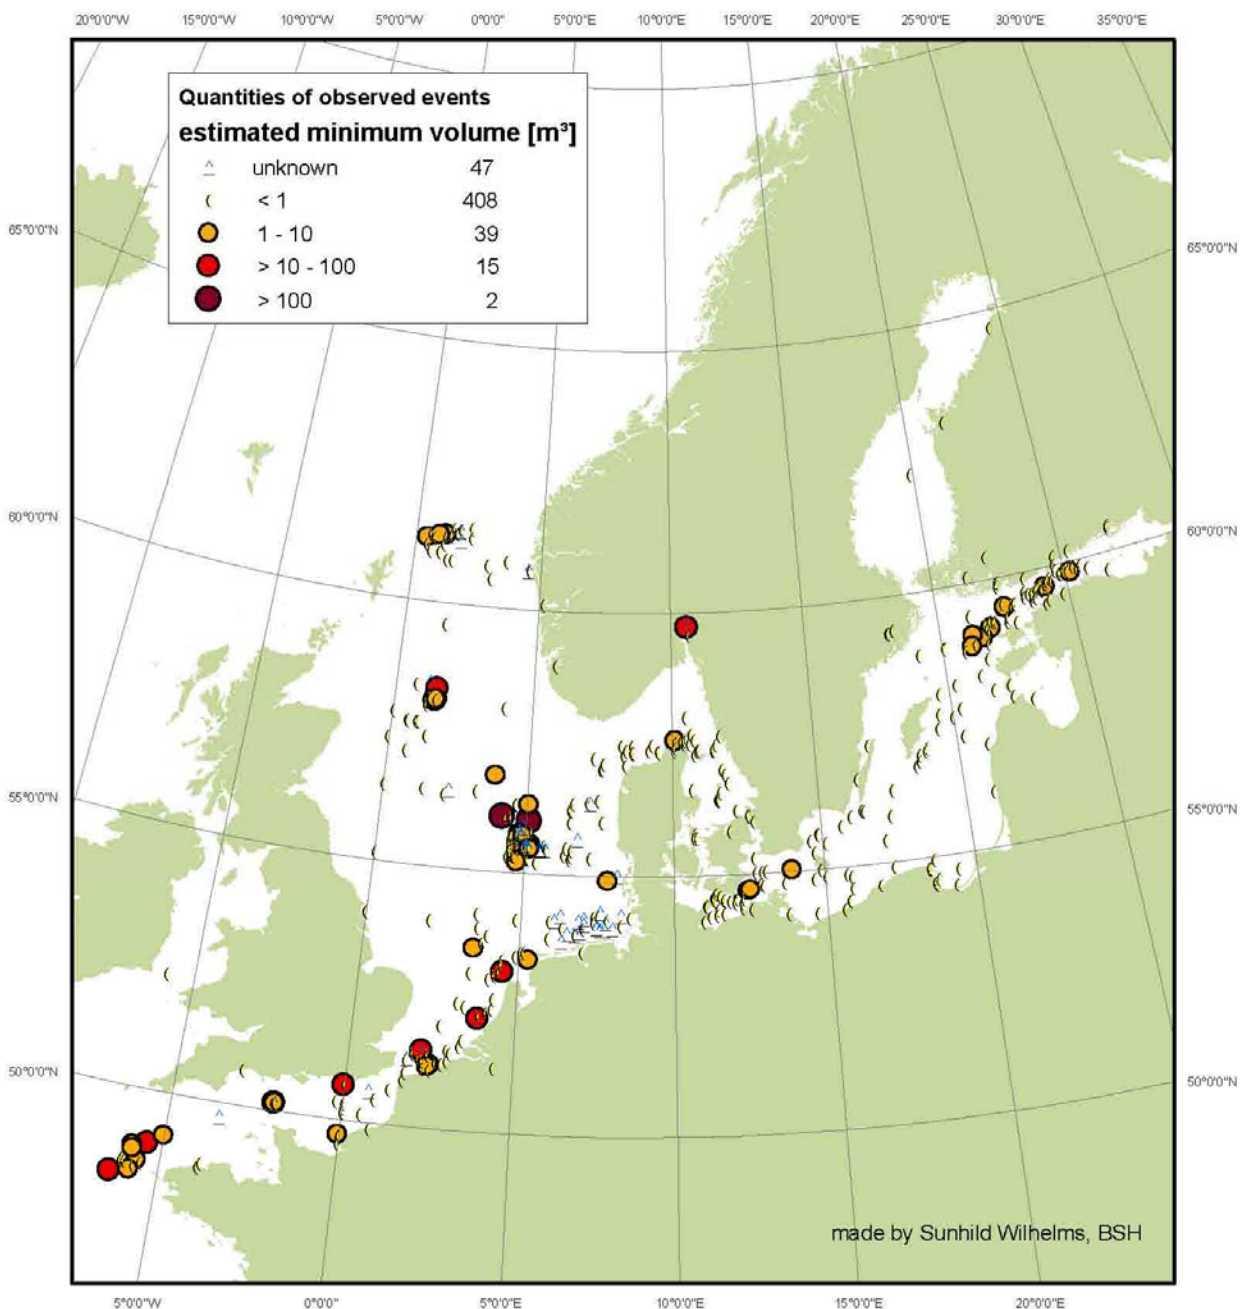 20°0'0"W 15°0'0"W 10°0'0"W 5°0'0"W 0°0'0" 5°0'0"E 10°0'0"E 15°0'0"E 20°0'0"E 25°0'0"E 30°0'0"E 35°0'0"E
Quantities of observed events
estimated minimum volume [m³]
unknown 47
< 1 408
1 - 10 39
> 10 - 100 15
> 100 2
65°0'0"N 65°0'0"N
60°0'0"N 60°0'0"N
55°0'0"N 55°0'0"N
50°0'0"N 50°0'0"N
made by Sunhild Wilhelms, BSH
5°0'0"W 0°0'0" 5°0'0"E 10°0'0"E 15°0'0"E 20°0'0"E